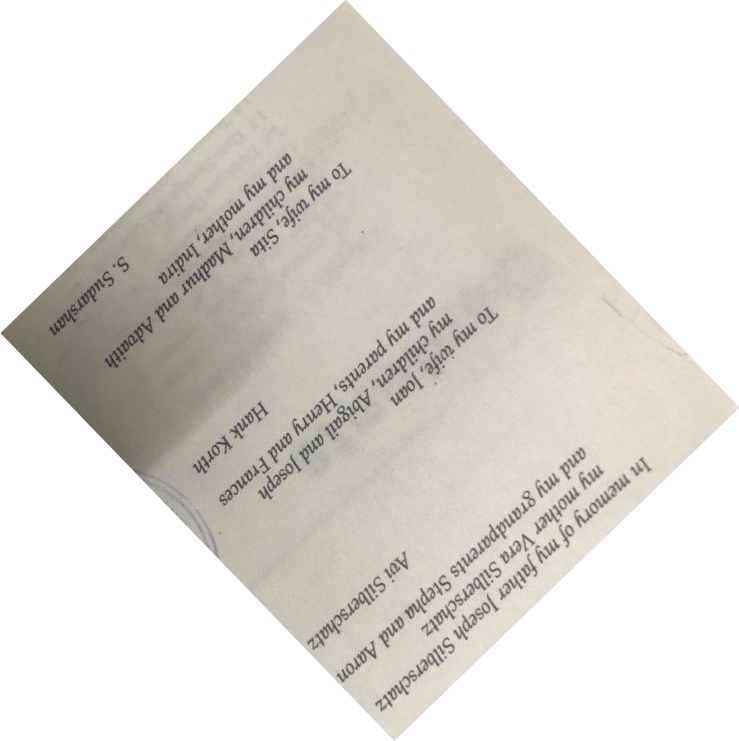 In memory of my father Joseph Silberschatz
my mother Vera Silberschatz
and my grandparents Stepha and Aaron
Avi Silberschatz
To my wife, Joan
my children, Abigail and Joseph
and my parents, Henry and Frances
Hank Korth
To my wife, Sita
my children, Madhur and Advaith
and my mother, Indira
S. Sudarshan